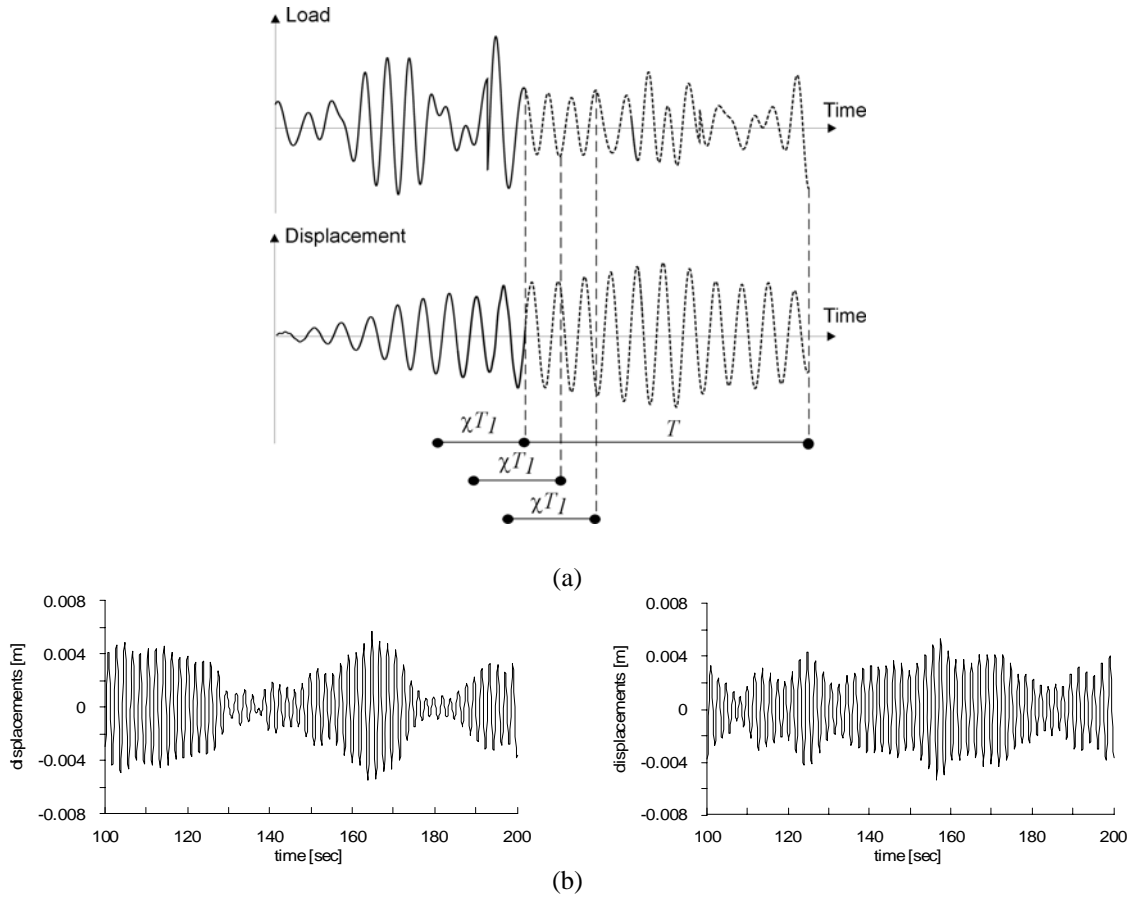 Load
Time
Displacement
Time
χT1 T
χT1
χT1
(a)
0.008
0.004
0
-0.004
-0.008
displacements [m]
100 120 140 160 180 200
time [sec]
0.008
0.004
0
-0.004
-0.008
displacements [m]
100 120 140 160 180 200
time [sec]
(b)